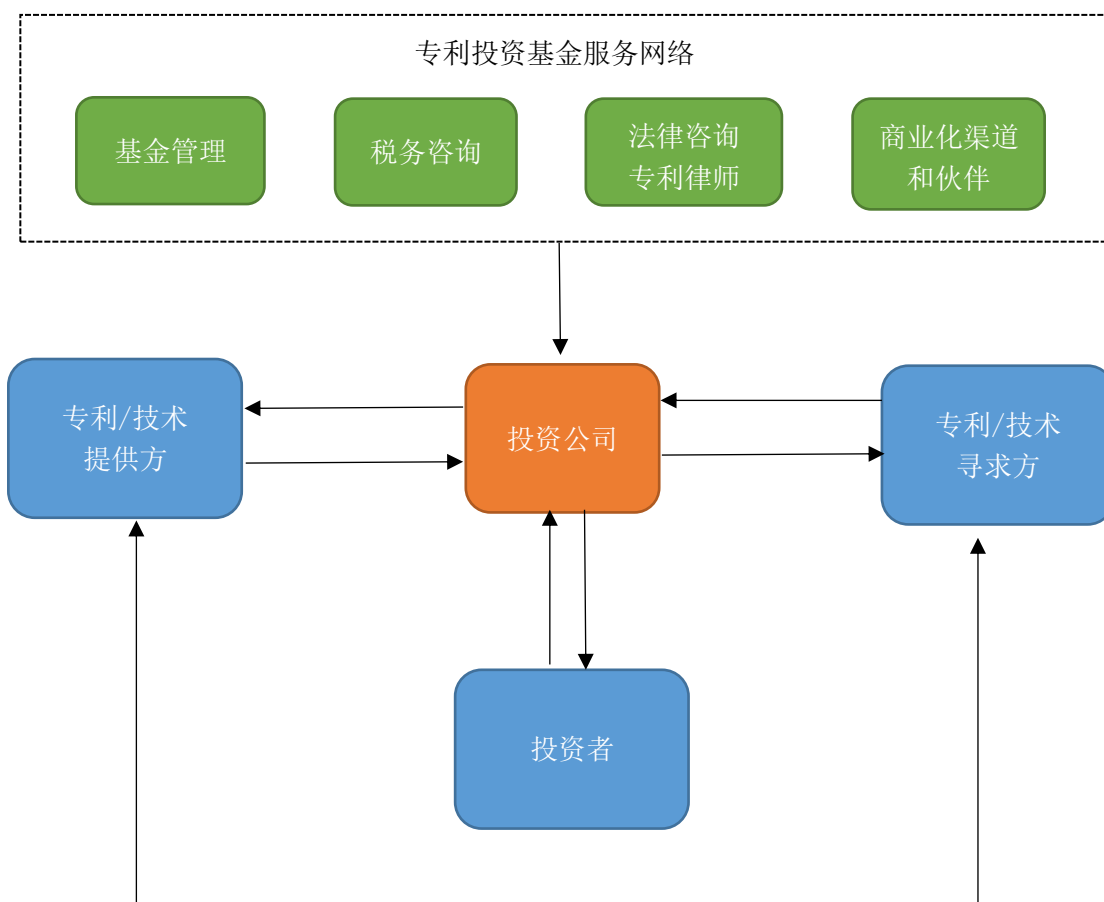 专利投资基金服务网络
基金管理
税务咨询
法律咨询
专利律师
商业化渠道
和伙伴
专利/技术
提供方
投资公司
专利/技术
寻求方
投资者